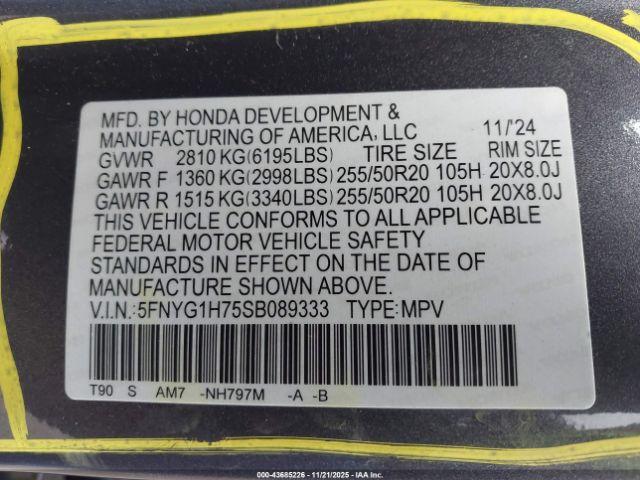 MFD. BY HONDA DEVELOPMENT &
MANUFACTURING OF AMERICA, LLC 11/'24
GVWR 2810 KG(6195LBS) TIRE SIZE RIM SIZE
GAWR F 1360 KG(2998LBS) 255/50R20 105H 20X8.0J
GAWR R 1515 KG(3340LBS) 255/50R20 105H 20X8.0J
THIS VEHICLE CONFORMS TO ALL APPLICABLE
FEDERAL MOTOR VEHICLE SAFETY
STANDARDS IN EFFECT ON THE DATE OF
MANUFACTURE SHOWN ABOVE.
V.I.N.:5FNYG1H75SB089333 TYPE:MPV
T90 S AM7 -NH797M -A -B
000-43685226 - 11/21/2025 - IAA Inc.